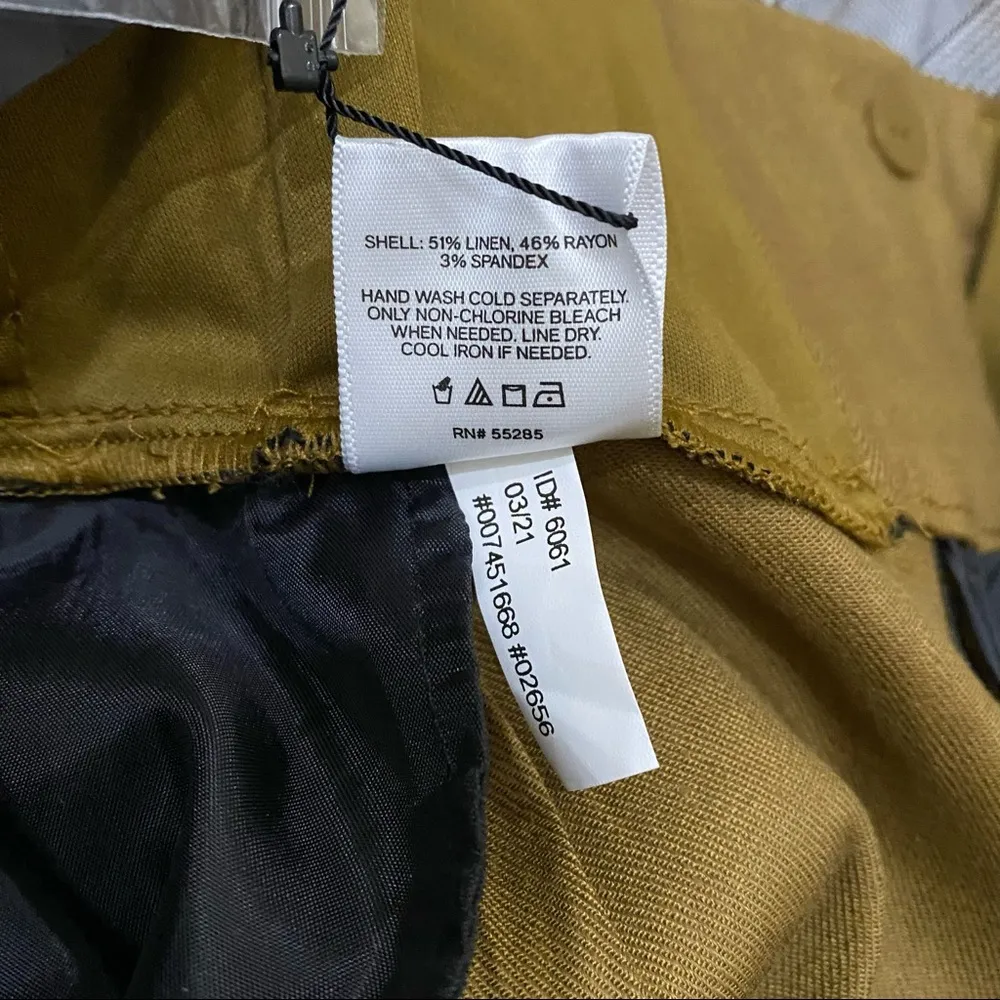 SHELL: 51% LINEN, 46% RAYON
3% SPANDEX
HAND WASH COLD SEPARATELY.
ONLY NON-CHLORINE BLEACH
WHEN NEEDED. LINE DRY.
COOL IRON IF NEEDED.
RN# 55285
ID# 6061
03/21
#007451668 #02656